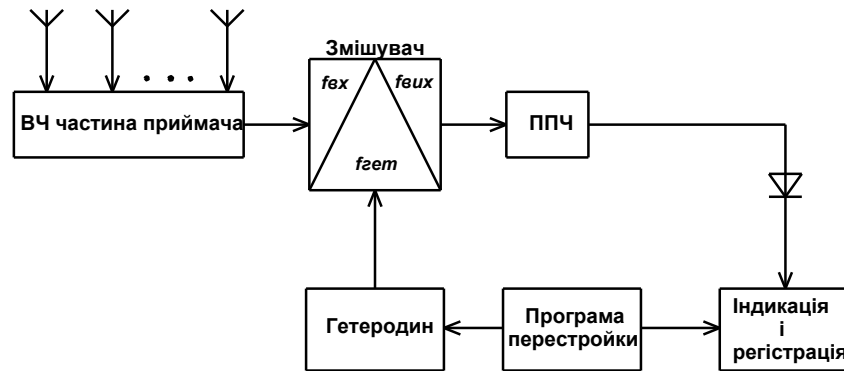 Змішувач
fвх
fвих
ВЧ частина приймача
ППЧ
fгет
Гетеродин
Програма
перестройки
Індикація
і
регістрація